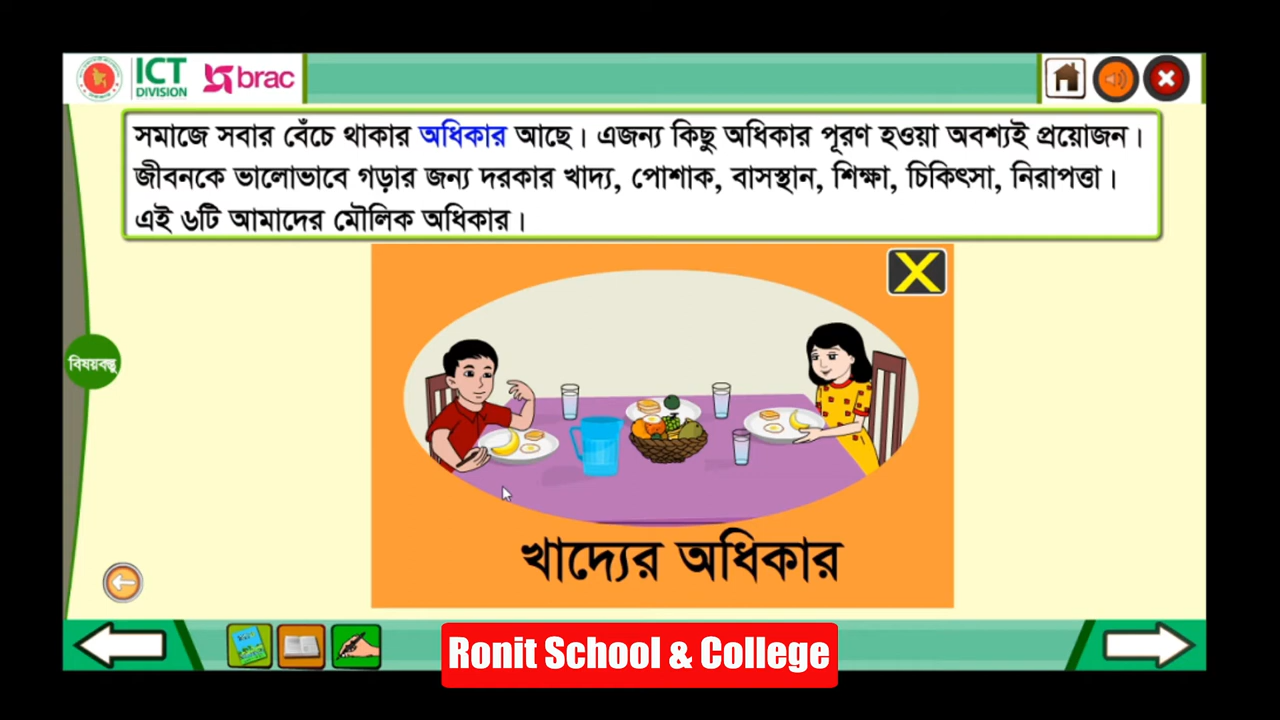 ICT
DIVISION
brac
সমাজে সবার বেঁচে থাকার অধিকার আছে। এজন্য কিছু অধিকার পূরণ হওয়া অবশ্যই প্রয়োজন।
জীবনকে ভালোভাবে গড়ার জন্য দরকার খাদ্য, পোশাক, বাসস্থান, শিক্ষা, চিকিৎসা, নিরাপত্তা।
এই ৬টি আমাদের মৌলিক অধিকার।
X
বিষয়বস্তু
খাদ্যের অধিকার
Ronit School & College